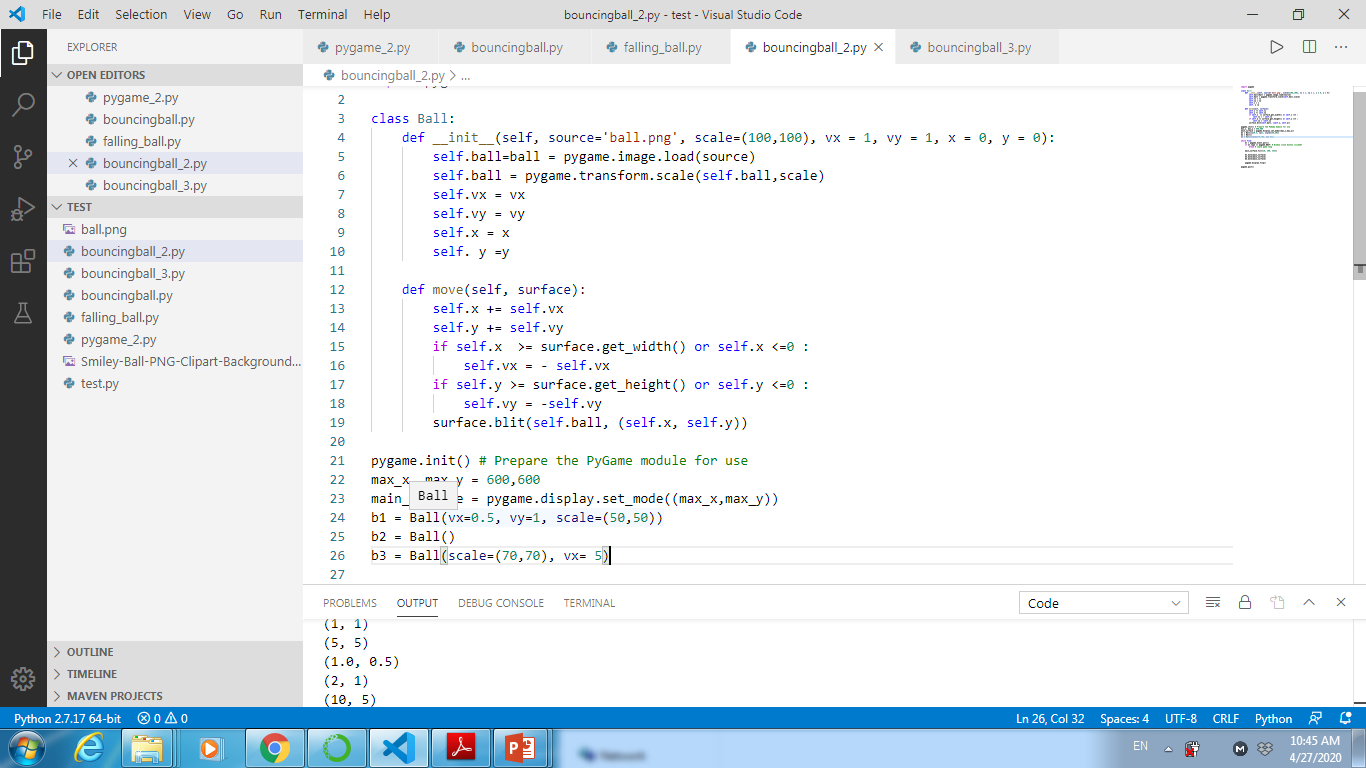 File Edit Selection View Go Run Terminal Help
bouncingball_2.py - test - Visual Studio Code
EXPLORER
OPEN EDITORS
pygame_2.py
bouncingball.py
falling_ball.py
bouncingball_2.py
bouncingball_3.py
TEST
ball.png
bouncingball_2.py
bouncingball_3.py
bouncingball.py
falling_ball.py
pygame_2.py
Smiley-Ball-PNG-Clipart-Background...
test.py
OUTLINE
TIMELINE
MAVEN PROJECTS
pygame_2.py bouncingball.py falling_ball.py bouncingball_2.py bouncingball_3.py
bouncingball_2.py > ...
2
3 class Ball:
4 def __init__(self, source='ball.png', scale=(100,100), vx = 1, vy = 1, x = 0, y = 0):
5 self.ball=ball = pygame.image.load(source)
6 self.ball = pygame.transform.scale(self.ball,scale)
7 self.vx = vx
8 self.vy = vy
9 self.x = x
10 self. y =y
11
12 def move(self, surface):
13 self.x += self.vx
14 self.y += self.vy
15 if self.x  >= surface.get_width() or self.x <=0 :
16 self.vx = - self.vx
17 if self.y >= surface.get_height() or self.y <=0 :
18 self.vy = -self.vy
19 surface.blit(self.ball, (self.x, self.y))
20
21 pygame.init() # Prepare the PyGame module for use
22 max_x, max_y = 600,600
Ball
23 main_ e = pygame.display.set_mode((max_x,max_y))
24 b1 = Ball(vx=0.5, vy=1, scale=(50,50))
25 b2 = Ball()
26 b3 = Ball(scale=(70,70), vx= 5)
27
PROBLEMS OUTPUT DEBUG CONSOLE TERMINAL
Code
(1, 1)
(5, 5)
(1.0, 0.5)
(2, 1)
(10, 5)
Python 2.7.17 64-bit 0 0 Ln 26, Col 32 Spaces: 4 UTF-8 CRLF Python
EN
10:45 AM
4/27/2020